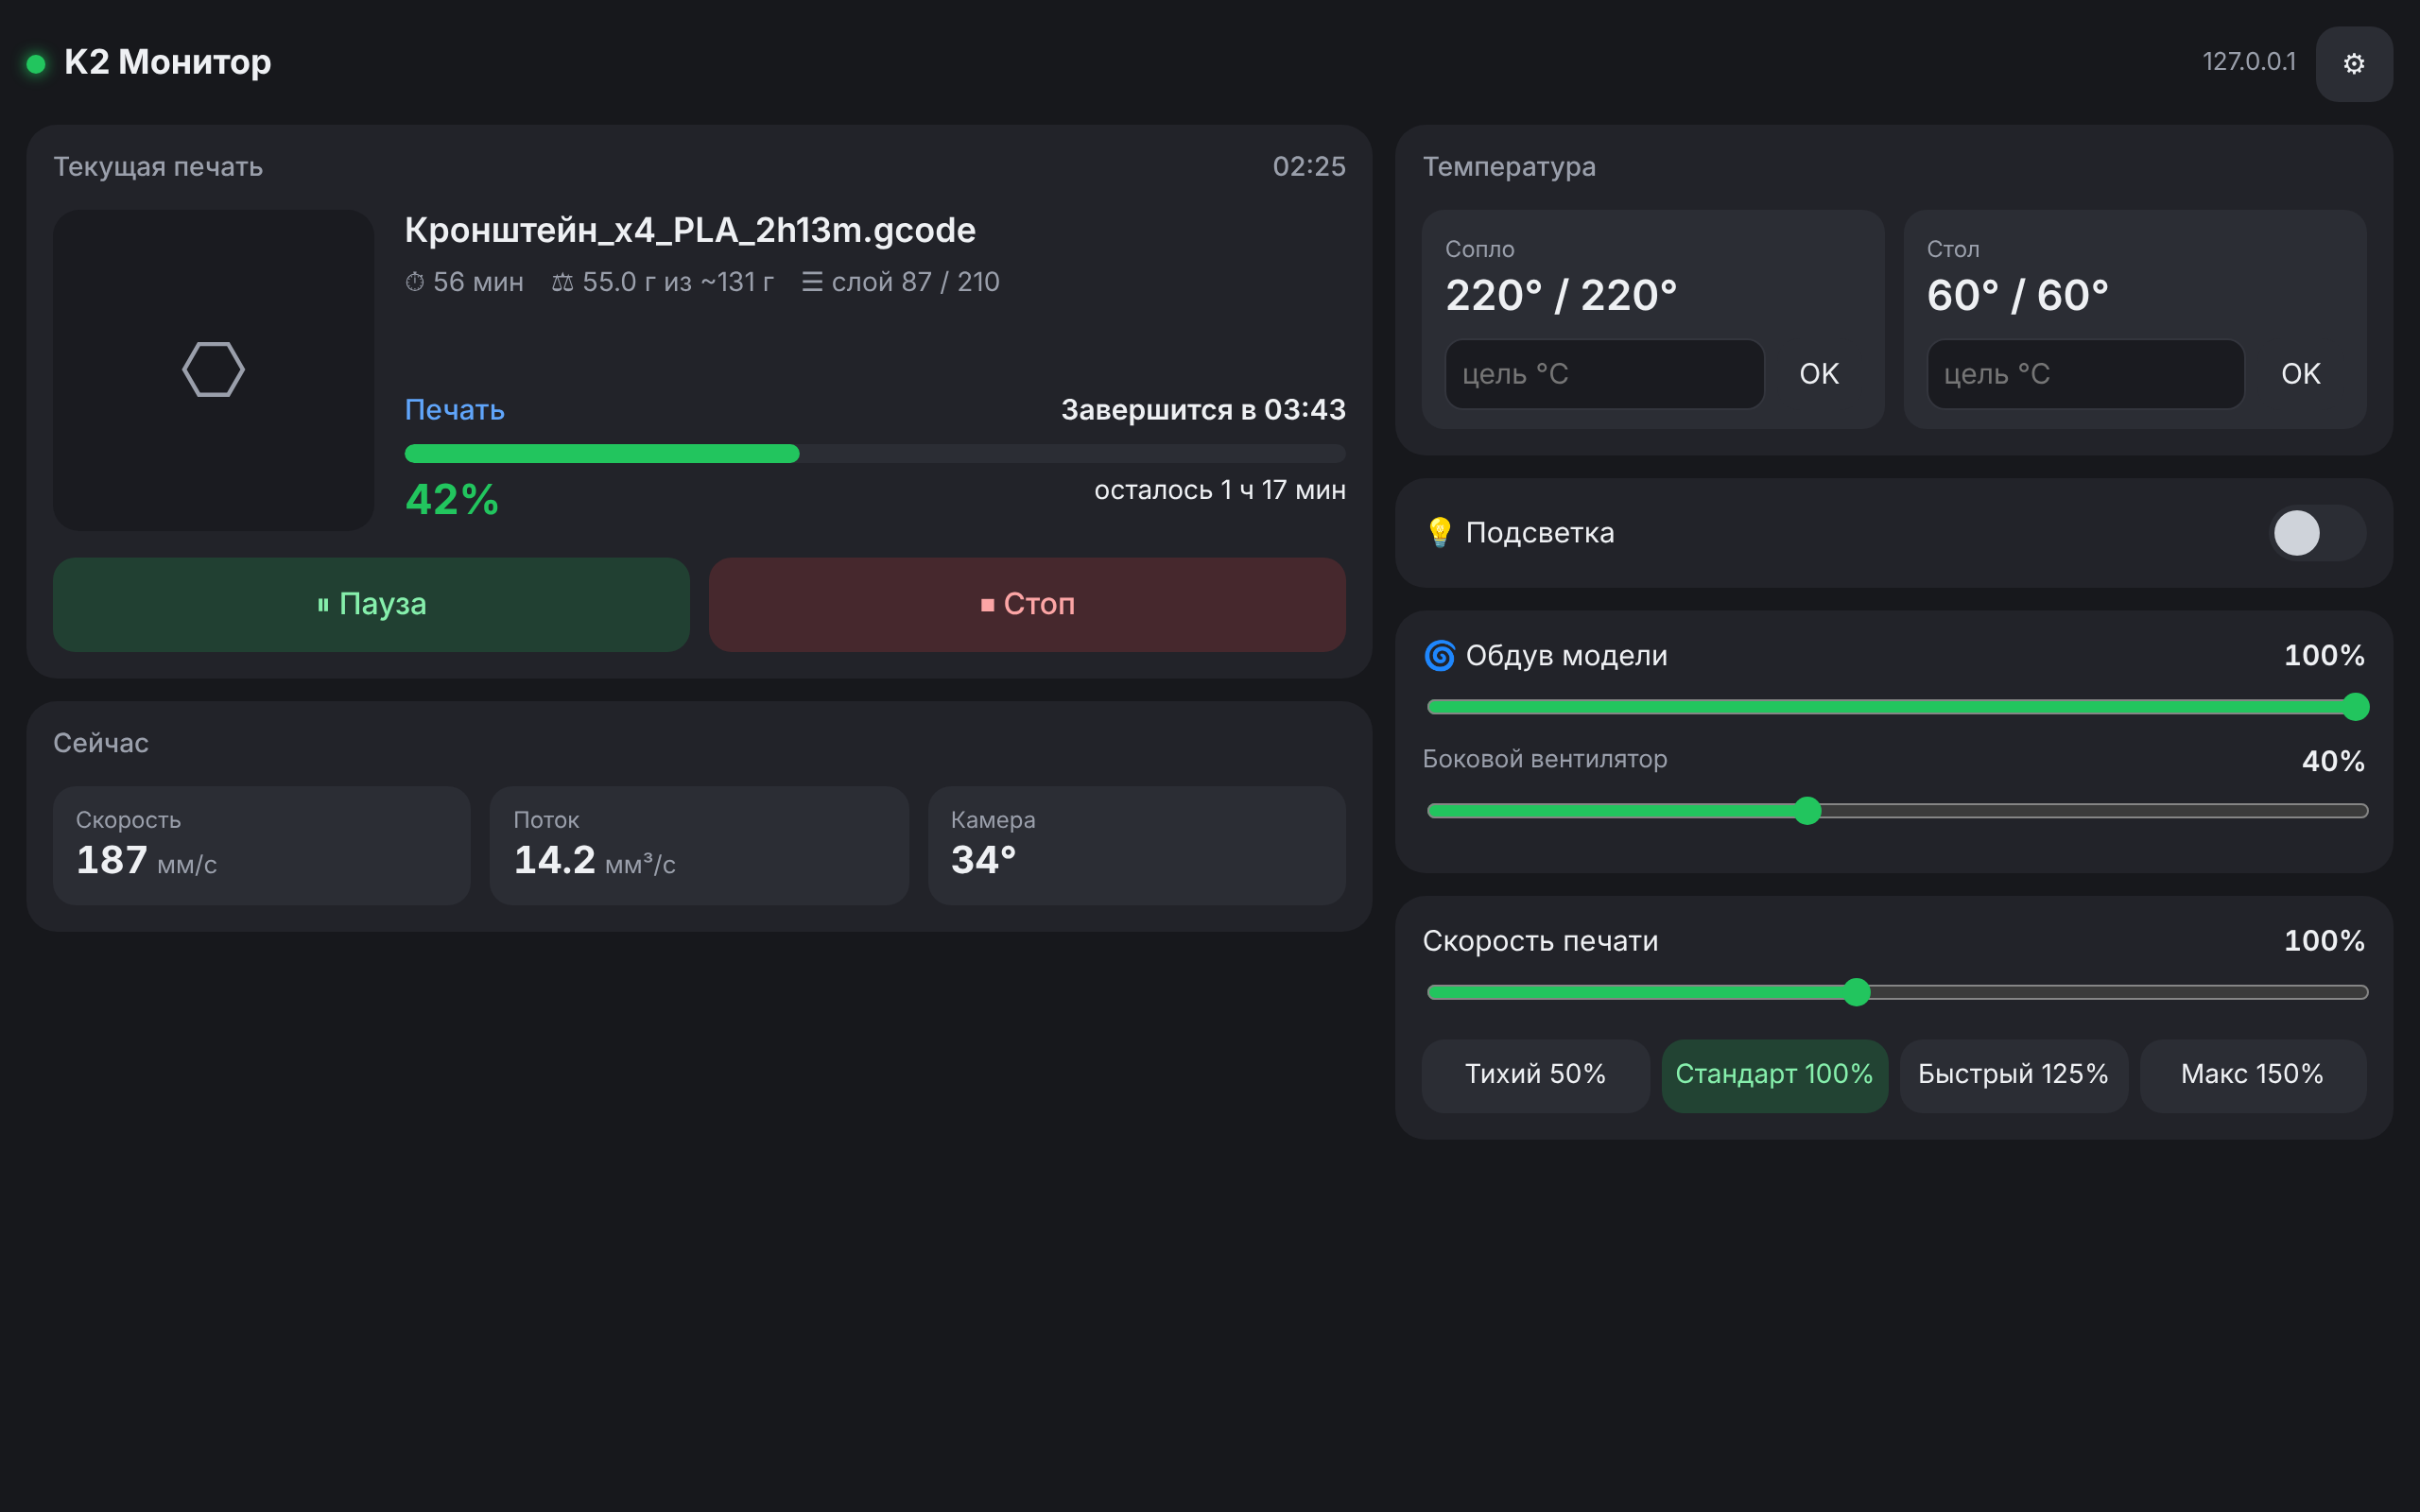 K2 Монитор
127.0.0.1
Текущая печать
02:25
Кронштейн_x4_PLA_2h13m.gcode
⏱ 56 мин ⚖ 55.0 г из ~131 г ☰ слой 87 / 210
Печать
Завершится в 03:43
42%
осталось 1 ч 17 мин
Пауза
Стоп
Сейчас
Скорость
187 мм/с
Поток
14.2 мм³/с
Камера
34°
Температура
Сопло
220° / 220°
цель °C
OK
Стол
60° / 60°
цель °C
OK
💡 Подсветка
🌀 Обдув модели
100%
Боковой вентилятор
40%
Скорость печати
100%
Тихий 50%
Стандарт 100%
Быстрый 125%
Макс 150%